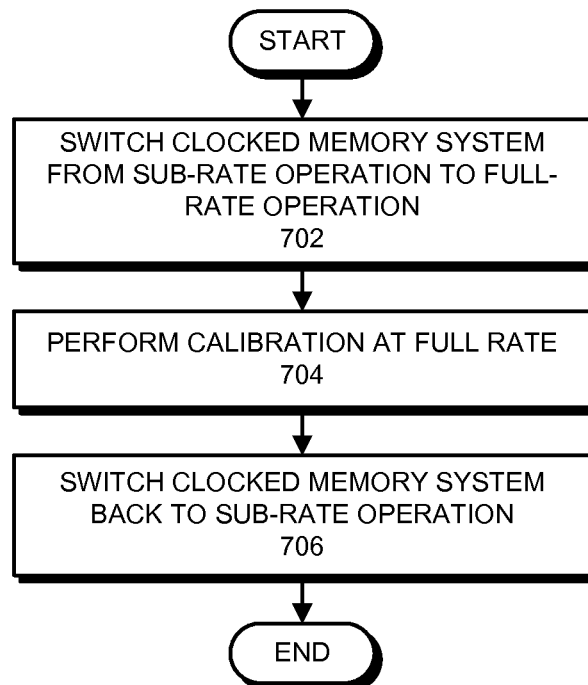 START
SWITCH CLOCKED MEMORY SYSTEM
FROM SUB-RATE OPERATION TO FULL-
RATE OPERATION
702
PERFORM CALIBRATION AT FULL RATE
704
SWITCH CLOCKED MEMORY SYSTEM
BACK TO SUB-RATE OPERATION
706
END